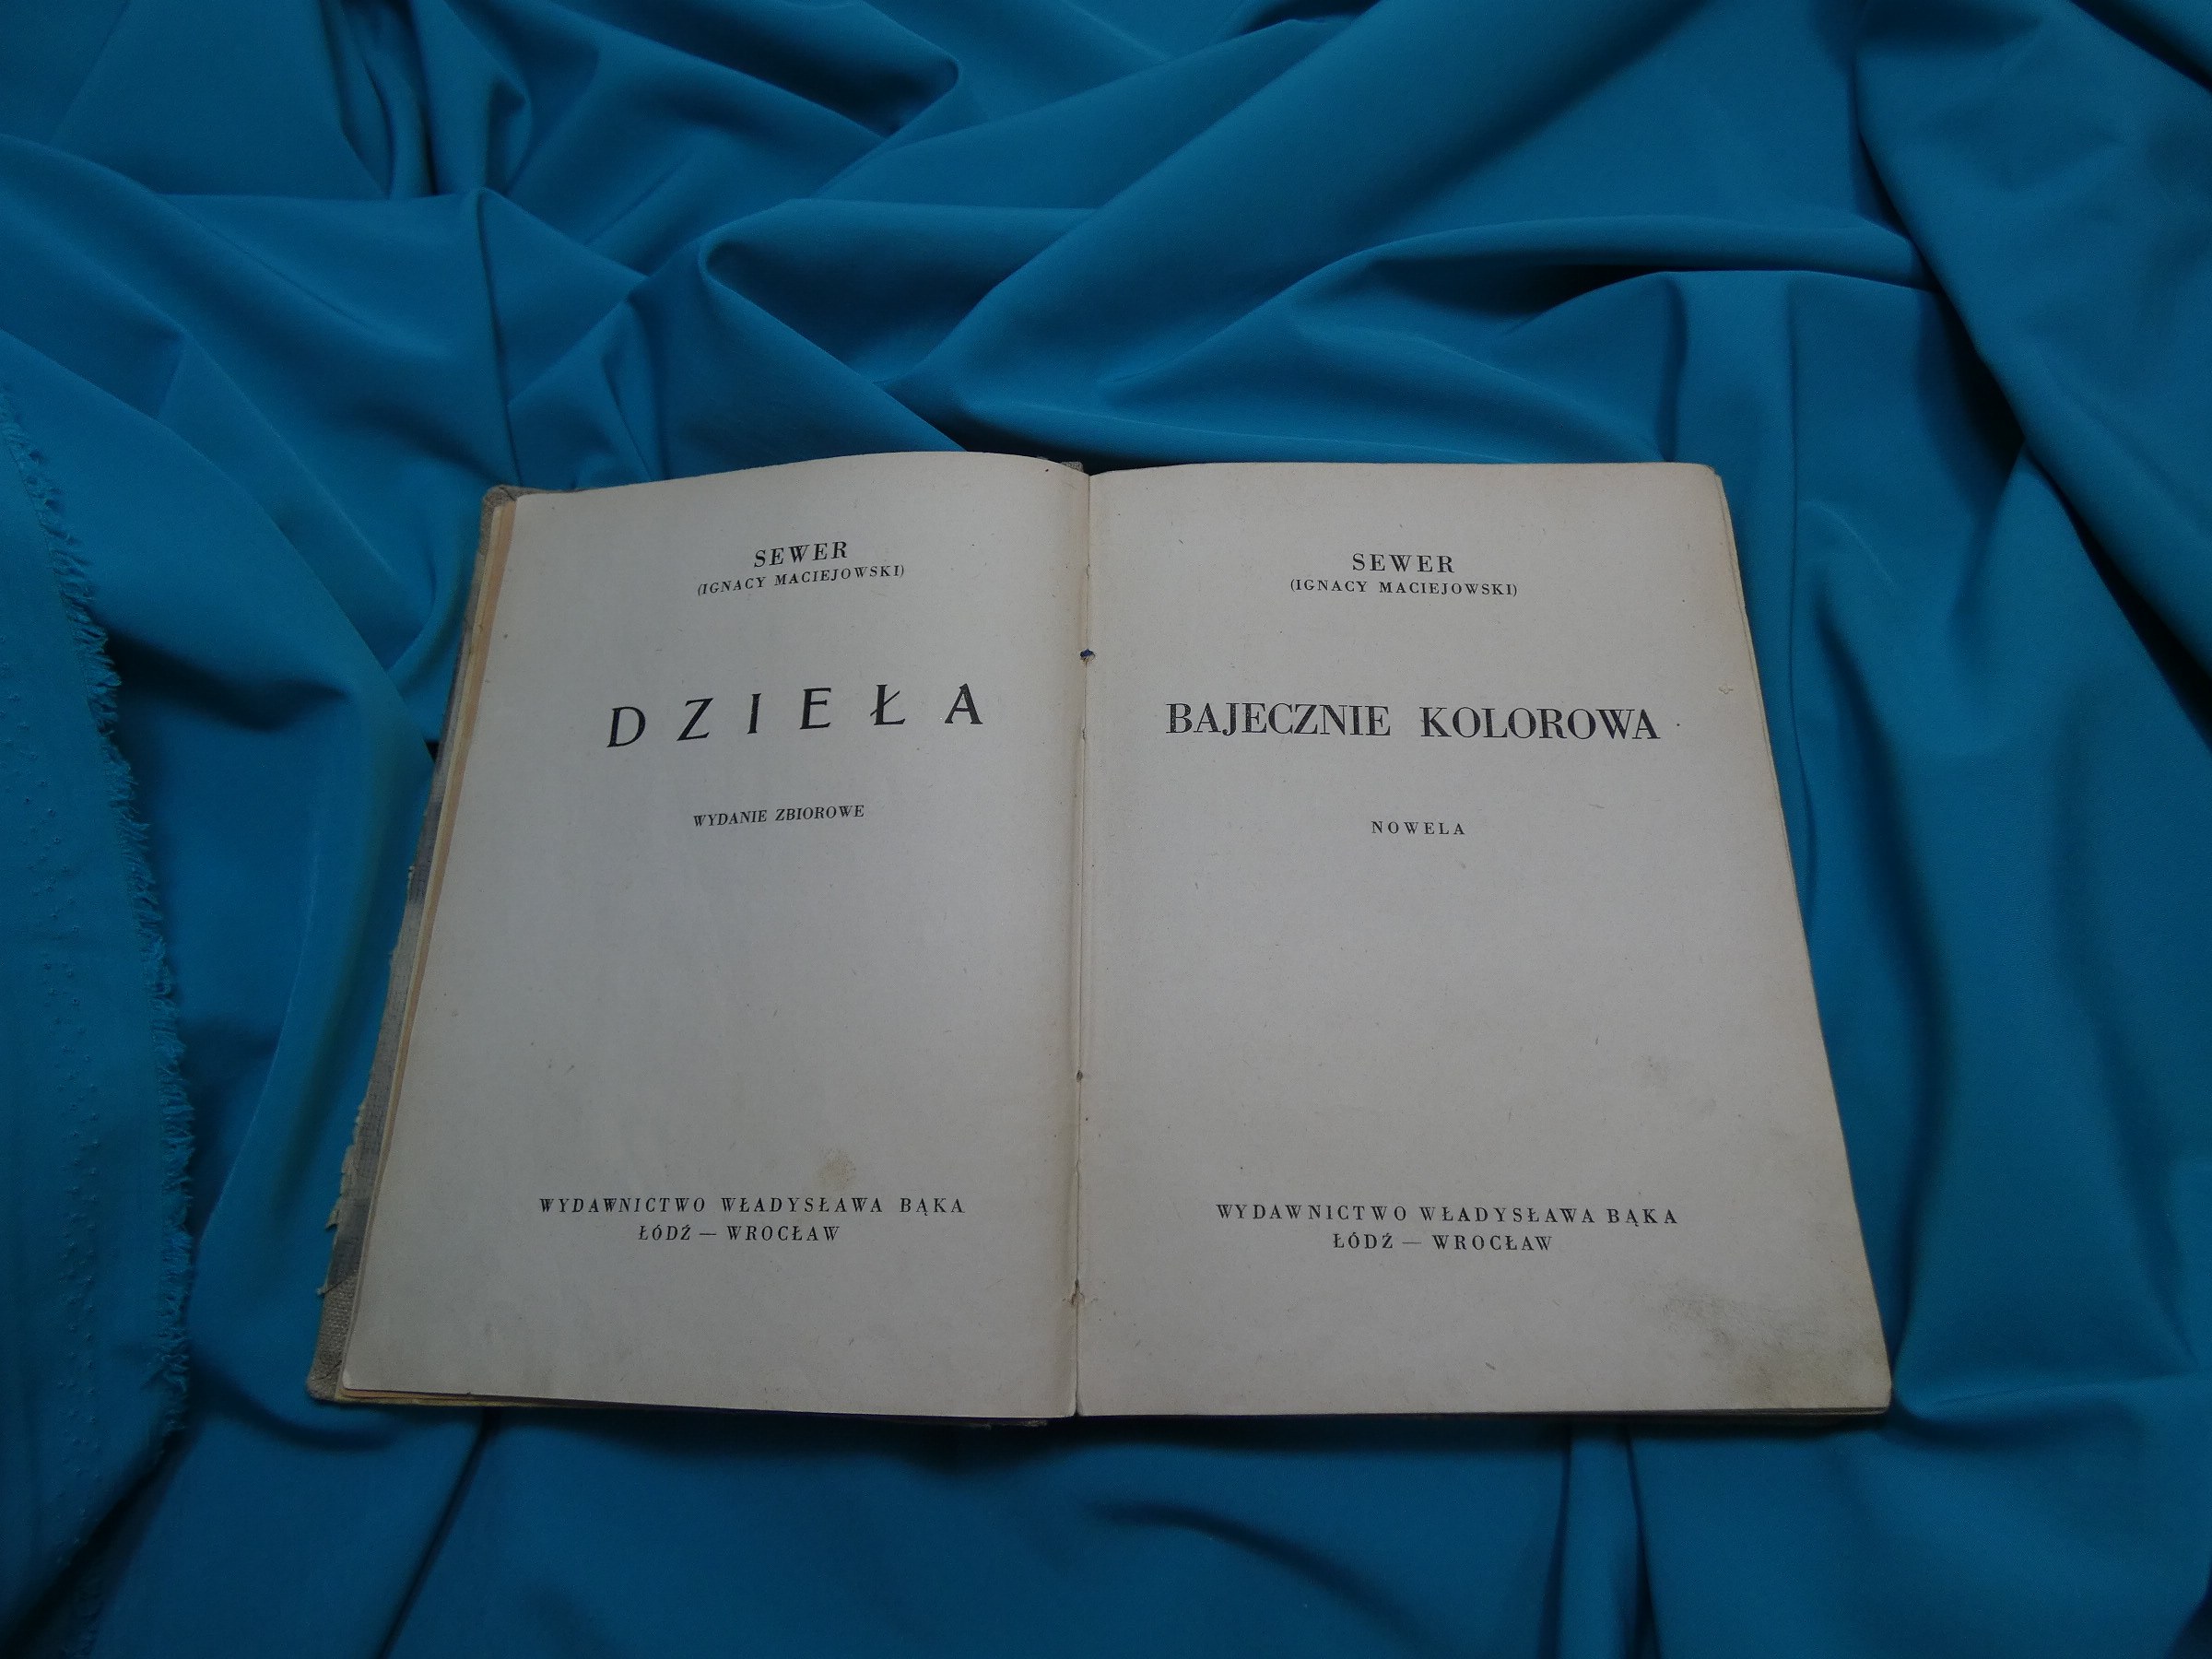 SEWER
(IGNACY MACIEJOWSKI)
DZIEŁA
WYDANIE ZBIOROWE
WYDAWNICTWO WŁADYSŁAWA BĄKA
ŁÓDŹ — WROCŁAW
SEWER
(IGNACY MACIEJOWSKI)
BAJECZNIE KOLOROWA
NOWELA
WYDAWNICTWO WŁADYSŁAWA BĄKA
ŁÓDŹ — WROCŁAW